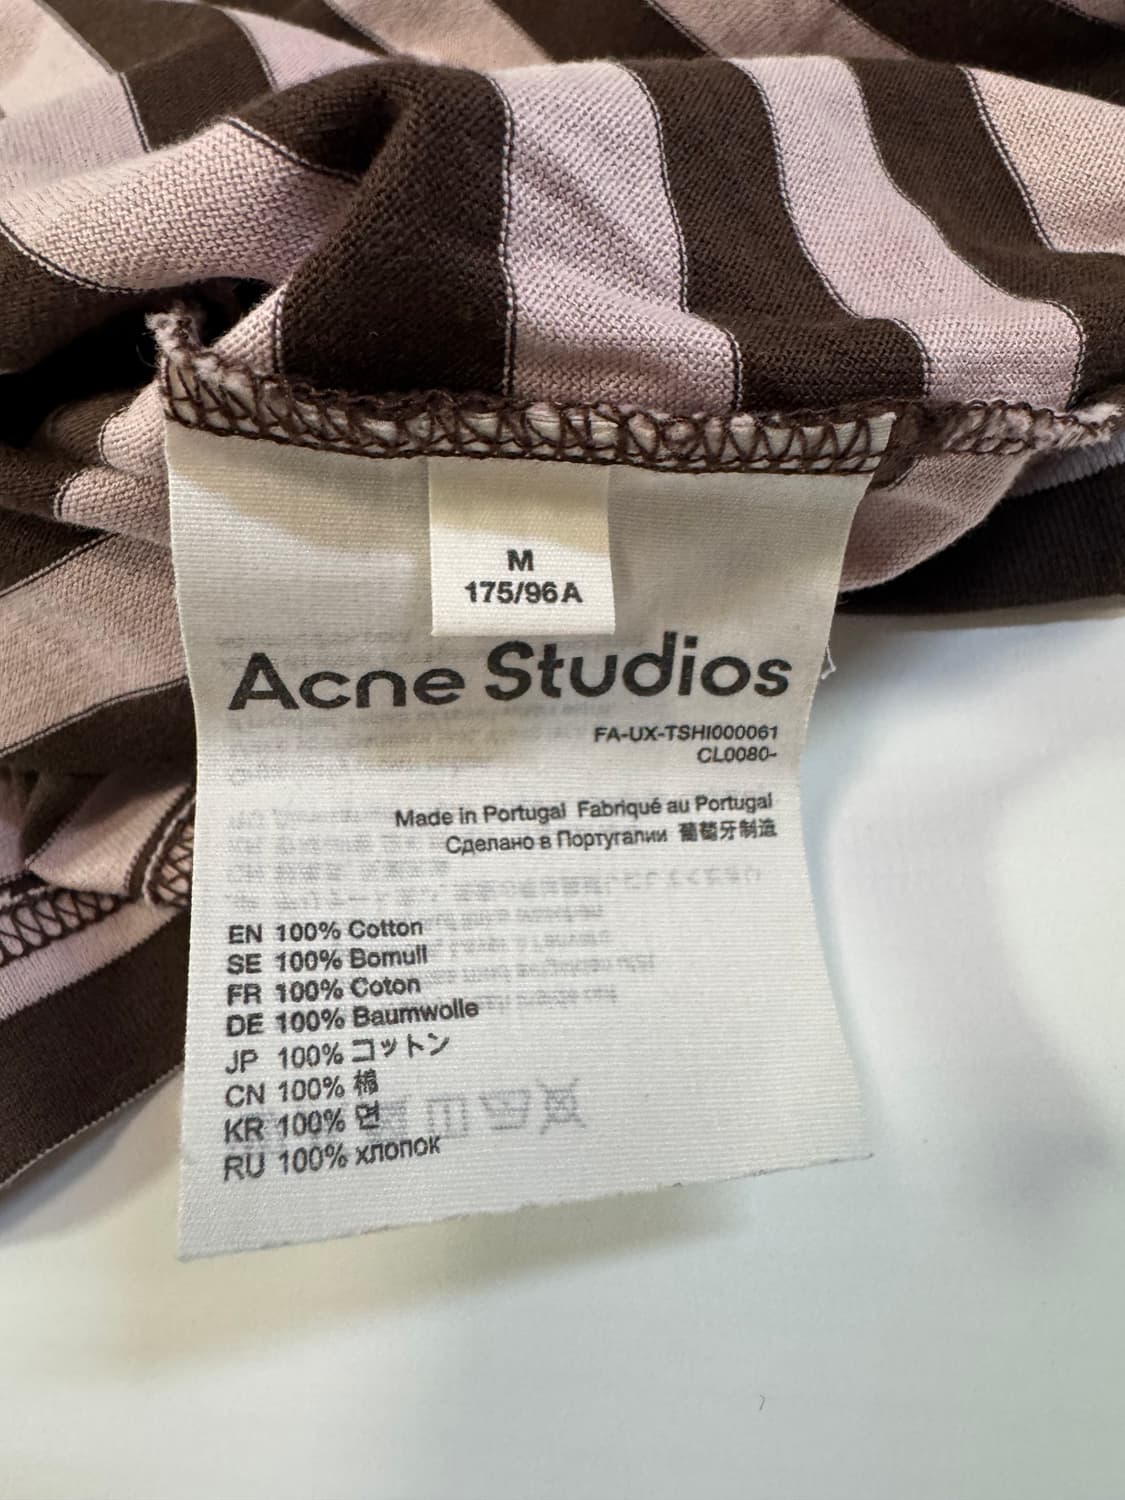 M
175/96A
Acne Studios
FA-UX-TSHI000061
CL0080-
Made in Portugal Fabriqué au Portugal
Сделано в Португалии 葡萄牙制造
EN 100% Cotton
SE 100% Bomull
FR 100% Coton
DE 100% Baumwolle
JP 100% コットン
CN 100% 棉
KR 100% 면
RU 100% хлопок